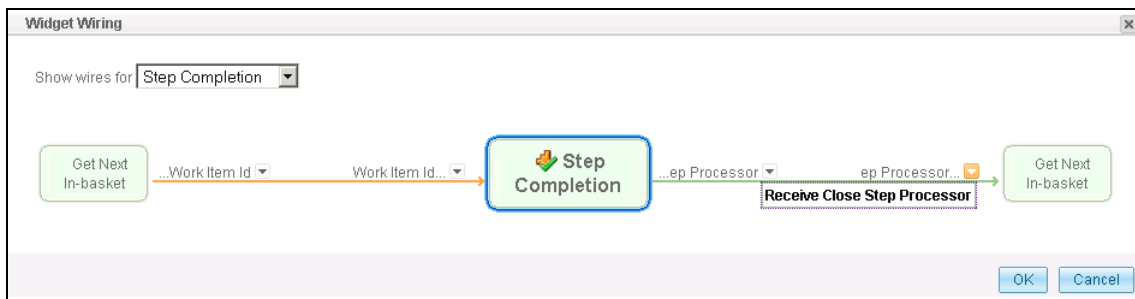 Widget Wiring
Show wires for Step Completion
Get Next
In-basket
...Work Item Id
Work Item Id...
Step
Completion
...ep Processor
ep Processor...
Receive Close Step Processor
Get Next
In-basket
OK
Cancel